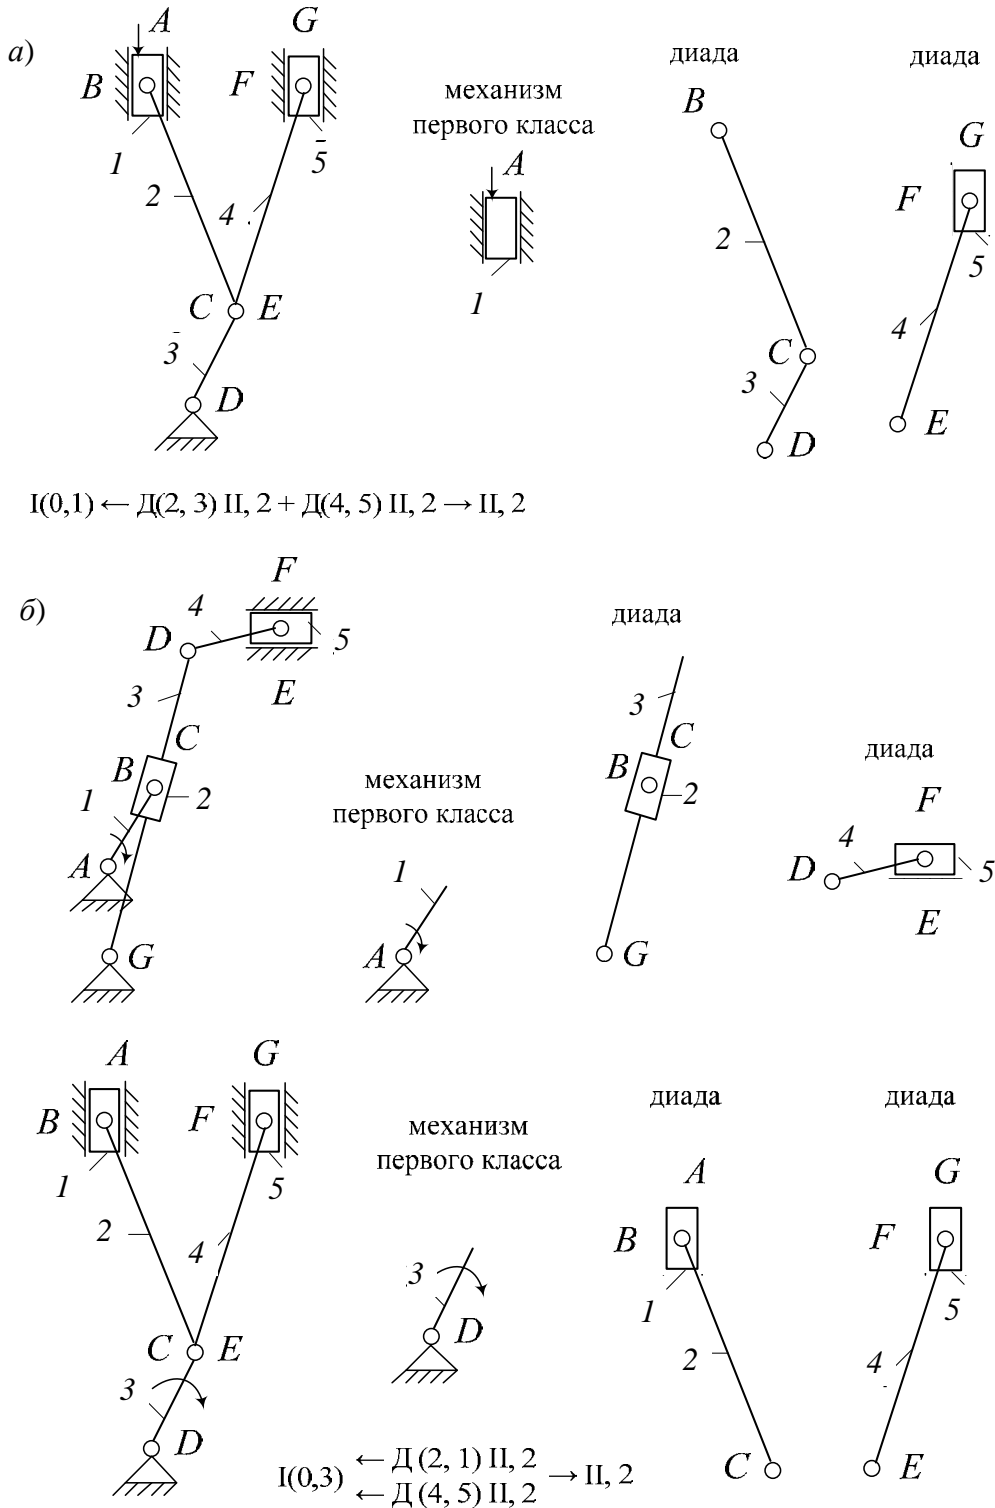 а)
A
G
диада
диада
B
F
механизм
первого класса
B
G
1
5
A
F
2
4
2
5
1
4
C
E
C
3
3
E
D
D
I(0,1) ← Д(2, 3) II, 2 + Д(4, 5) II, 2 → II, 2
F
б)
4
диада
D
5
E
3
3
C
C
диада
B
механизм
первого класса
B
F
1
2
2
4
A
1
D
5
G
A
G
E
A
G
диада
диада
B
F
механизм
первого класса
A
G
1
5
B
F
2
4
3
1
5
D
C
E
2
4
3
D
C
E
I(0,3)
← Д (2, 1) II, 2
← Д (4, 5) II, 2
→ II, 2